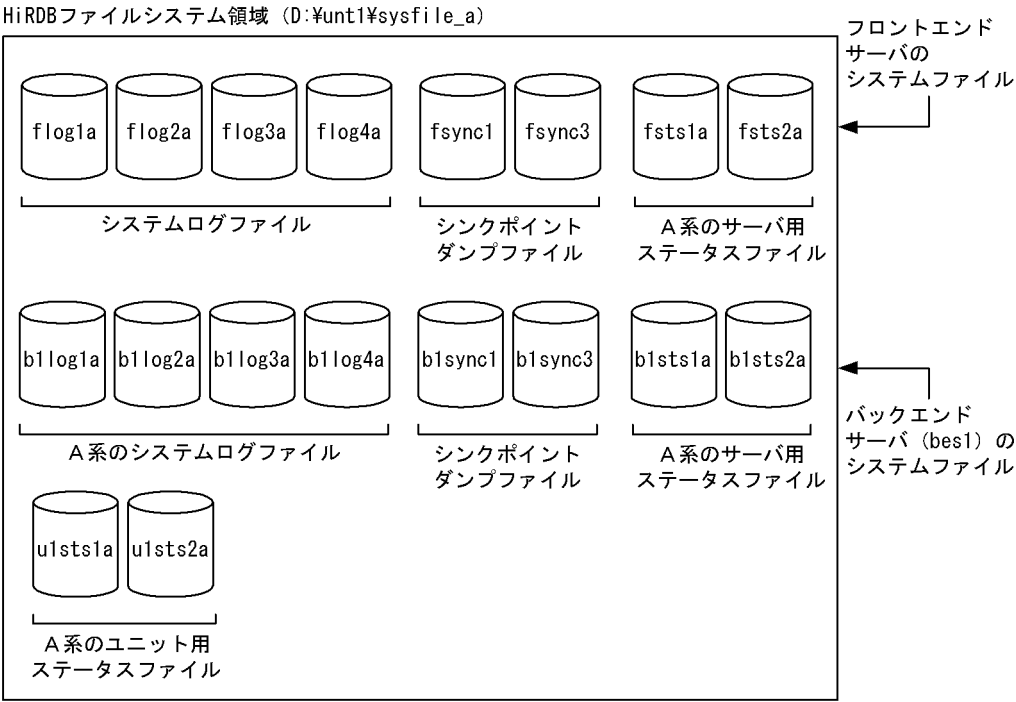 HiRDBファイルシステム領域（D:¥unt1¥sysfile_a）
フロントエンド
サーバの
システムファイル
flog1a flog2a flog3a flog4a fsync1 fsync3 fsts1a fsts2a
システムログファイル
シンクポイント
ダンプファイル
A系のサーバ用
ステータスファイル
b1log1a b1log2a b1log3a b1log4a b1sync1 b1sync3 b1sts1a b1sts2a
A系のシステムログファイル
シンクポイント
ダンプファイル
A系のサーバ用
ステータスファイル
バックエンド
サーバ（bes1）の
システムファイル
u1sts1a u1sts2a
A系のユニット用
ステータスファイル